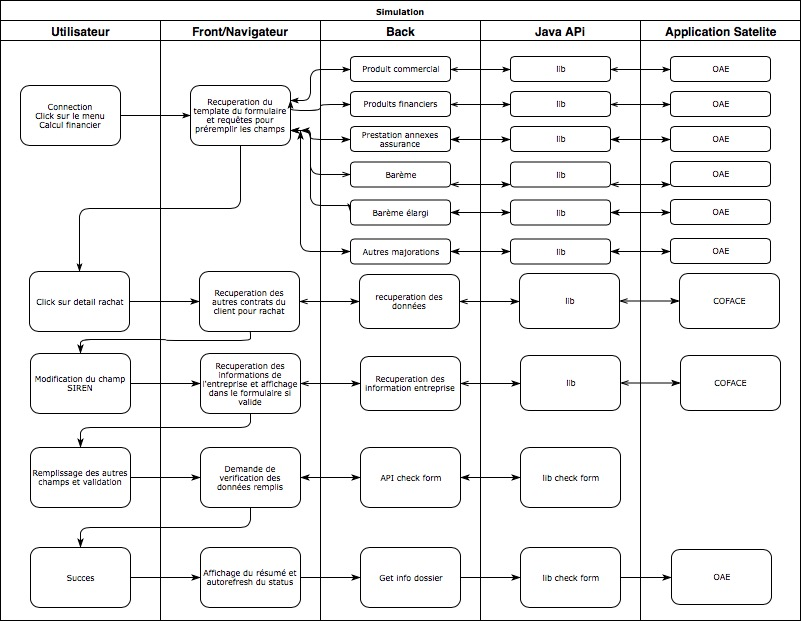 Simulation
Utilisateur
Front/Navigateur
Back
Java APi
Application Satelite
Connection
Click sur le menu
Calcul financier
Recuperation du
template du formulaire
et requêtes pour
préremplir les champs
Produit commercial
lib
OAE
Produits financiers
lib
OAE
Prestation annexes
assurance
lib
OAE
Barème
lib
OAE
Barème élargi
lib
OAE
Autres majorations
lib
OAE
Click sur detail rachat
Recuperation des
autres contrats du
client pour rachat
recuperation des
données
lib
COFACE
Modification du champ
SIREN
Recuperation des
informations de
l'entreprise et affichage
dans le formulaire si
valide
Recuperation des
information entreprise
lib
COFACE
Remplissage des autres
champs et validation
Demande de
verification des
données remplis
API check form
lib check form
Succes
Affichage du résumé et
autorefresh du status
Get info dossier
lib check form
OAE